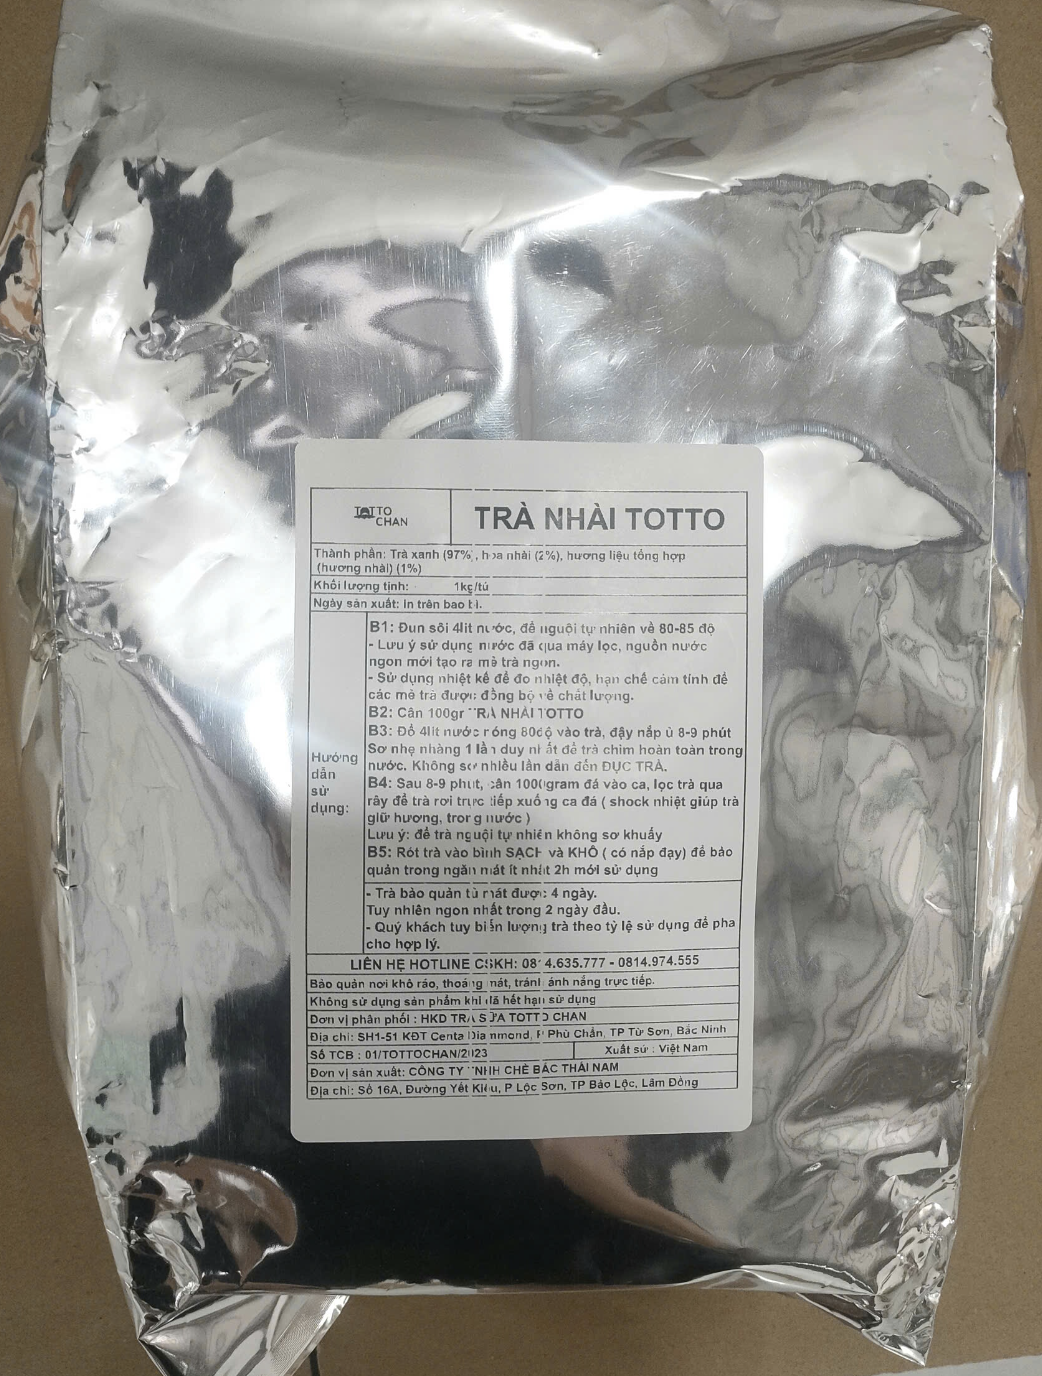 TOTTO
CHAN
TRÀ NHÀI TOTTO
Thành phần: Trà xanh (97%), hoa nhài (2%), hương liệu tổng hợp
(hương nhài) (1%)
Khối lượng tịnh: 1kg/túi
Ngày sản xuất: In trên bao bì.
Hướng
dẫn
sử
dụng:
B1: Đun sôi 4lit nước, để nguội tự nhiên về 80-85 độ
- Lưu ý sử dụng nước đã qua máy lọc, nguồn nước
ngon mới tạo ra mẻ trà ngon.
- Sử dụng nhiệt kế để đo nhiệt độ, hạn chế cảm tính để
các mẻ trà được đồng bộ về chất lượng.
B2: Cân 100gr TRÀ NHÀI TOTTO
B3: Đổ 4lit nước nóng 80độ vào trà, đậy nắp ủ 8-9 phút
Sơ nhẹ nhàng 1 lần duy nhất để trà chìm hoàn toàn trong
nước. Không sơ nhiều lần dẫn đến ĐỤC TRÀ.
B4: Sau 8-9 phút, cân 1000gram đá vào ca, lọc trà qua
rây để trà rơi trực tiếp xuống ca đá ( shock nhiệt giúp trà
giữ hương, trong nước )
Lưu ý: để trà nguội tự nhiên không sơ khuấy
B5: Rót trà vào bình SẠCH và KHÔ ( có nắp đạy) để bảo
quản trong ngăn mát ít nhất 2h mới sử dụng
- Trà bảo quản tủ mát được 4 ngày.
Tuy nhiên ngon nhất trong 2 ngày đầu.
- Quý khách tuy biến lượng trà theo tỷ lệ sử dụng để pha
cho hợp lý.
LIÊN HỆ HOTLINE CSKH: 0814.635.777 - 0814.974.555
Bảo quản nơi khô ráo, thoáng mát, tránh ánh nắng trực tiếp.
Không sử dụng sản phẩm khi đã hết hạn sử dụng
Đơn vị phân phối : HKD TRÀ SỮA TOTTO CHAN
Địa chỉ: SH1-51 KĐT Centa Diammond, P Phù Chẩn, TP Từ Sơn, Bắc Ninh
Số TCB : 01/TOTTOCHAN/2023
Xuất sứ : Việt Nam
Đơn vị sản xuất: CÔNG TY TNHH CHÈ BẮC THÁI NAM
Địa chỉ: Số 16A, Đường Yết Kiêu, P Lộc Sơn, TP Bảo Lộc, Lâm Đồng